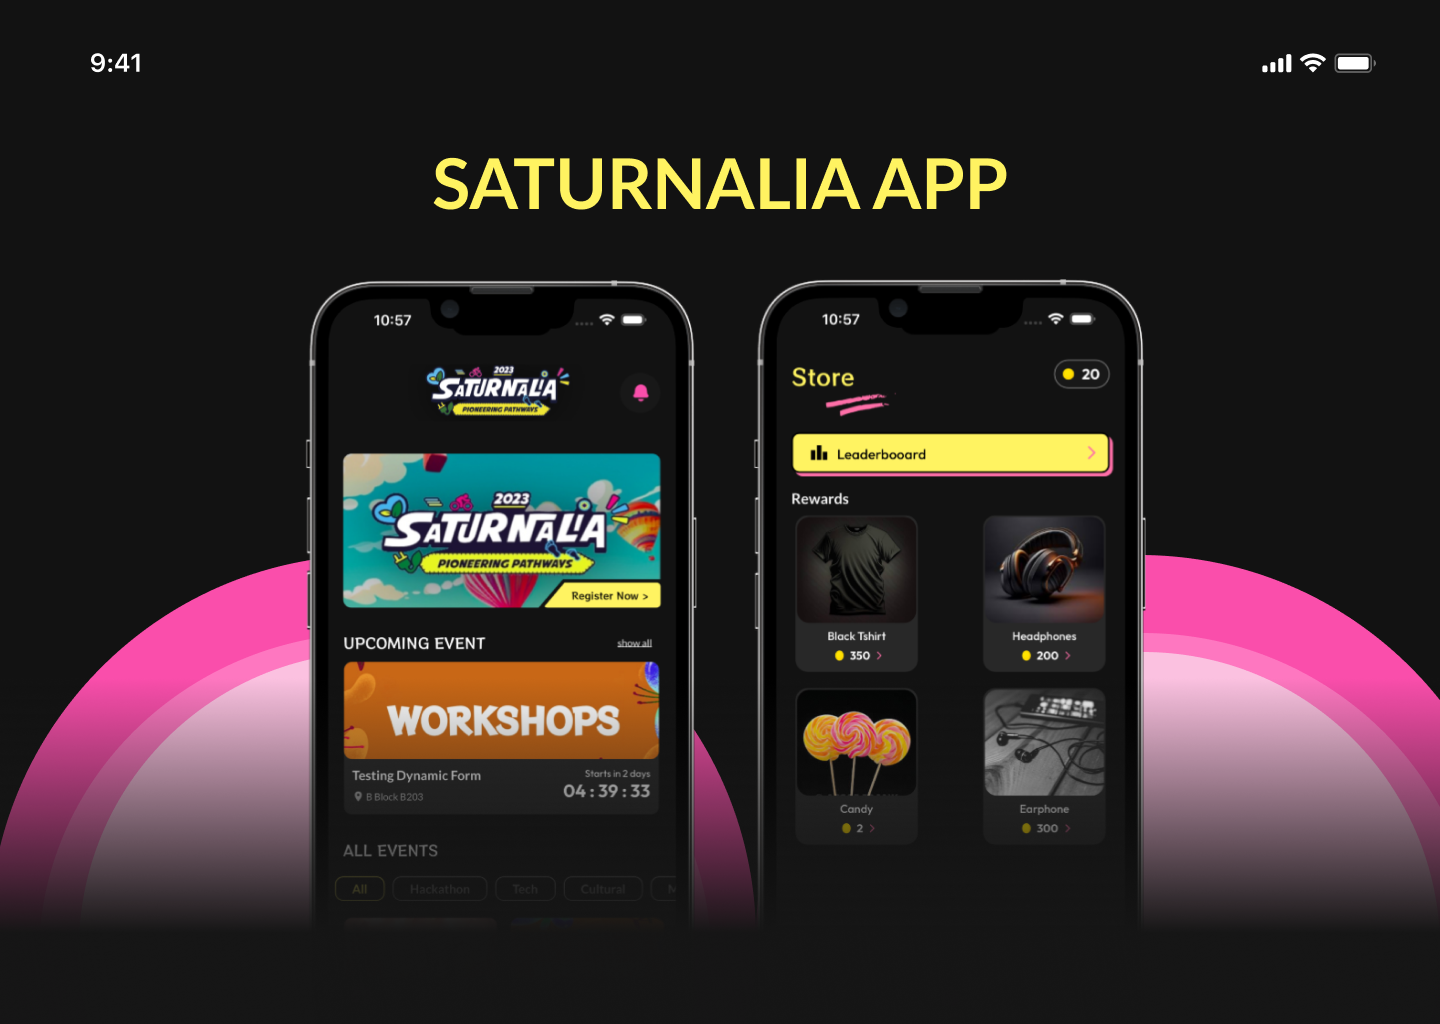 9:41
SATURNALIA APP
10:57
2023
SATURNALIA
PIONEERING PATHWAYS
2023
SATURNALIA
PIONEERING PATHWAYS
Register Now >
UPCOMING EVENT
show all
WORKSHOPS
Testing Dynamic Form
Starts in 2 days
B Block B203
04 : 39 : 33
ALL EVENTS
All
Hackathon
Tech
Cultural
M
10:57
Store
20
Leaderbooard
Rewards
Black Tshirt
350
Headphones
200
Candy
2
Earphone
300